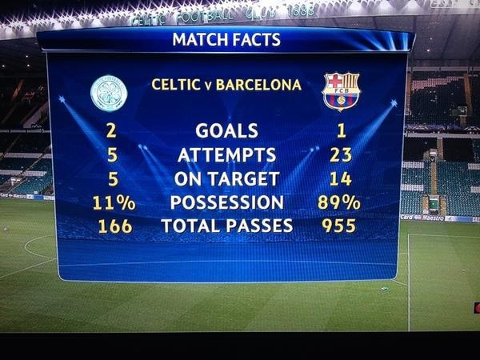 CELTIC FOOTBALL CLUB 1888
MATCH FACTS
CELTIC v BARCELONA
FCB
2 GOALS 1
5 ATTEMPTS 23
5 ON TARGET 14
11% POSSESSION 89%
166 TOTAL PASSES 955